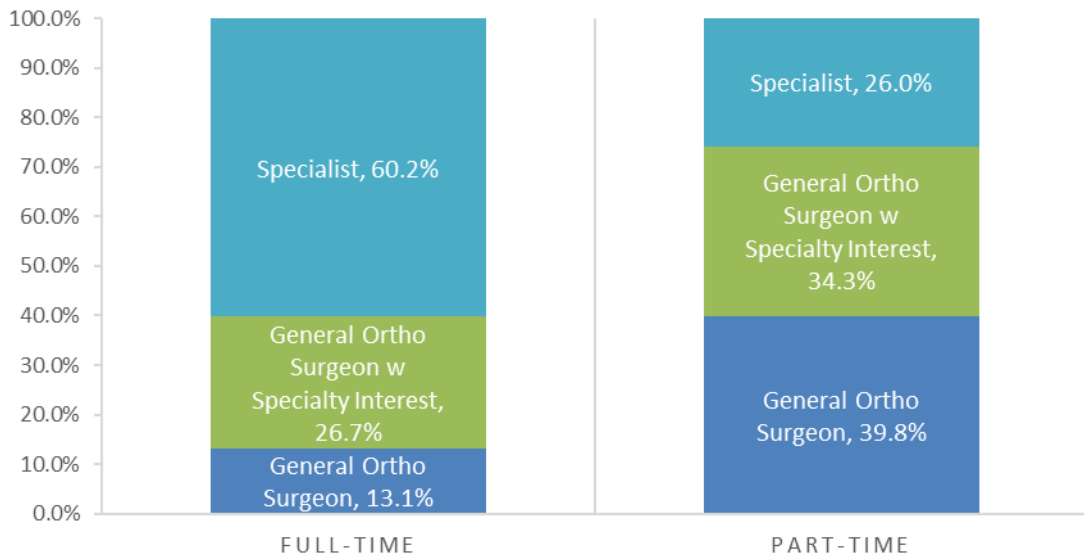 100.0%
90.0%
80.0%
70.0%
60.0%
50.0%
40.0%
30.0%
20.0%
10.0%
0.0%
Specialist, 60.2%
General Ortho
Surgeon w
Specialty Interest,
26.7%
General Ortho
Surgeon, 13.1%
Specialist, 26.0%
General Ortho
Surgeon w
Specialty Interest,
34.3%
General Ortho
Surgeon, 39.8%
FULL-TIME
PART-TIME